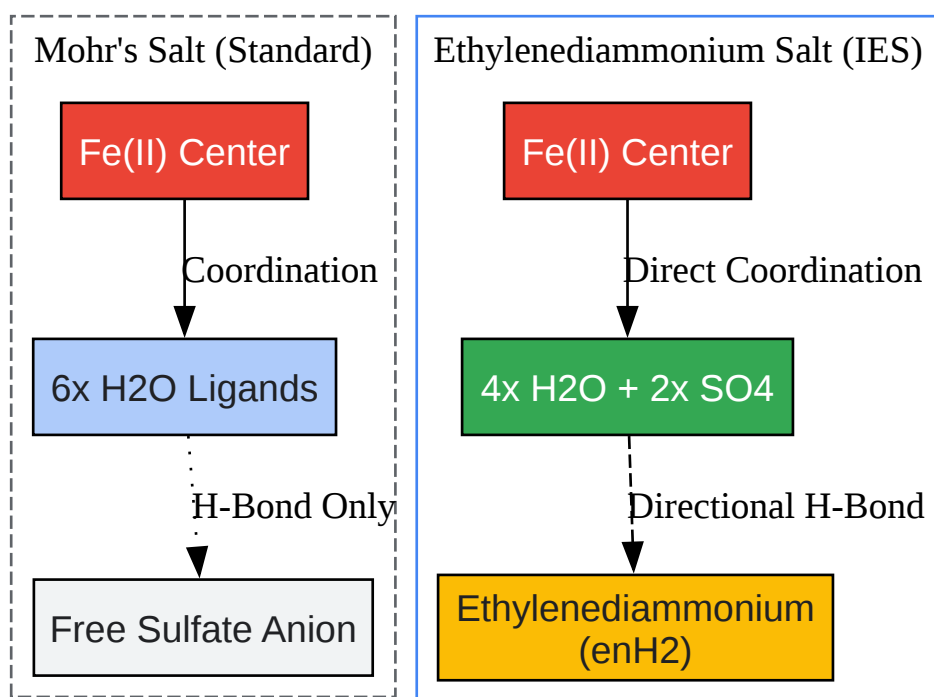 Mohr's Salt (Standard)
Fe(II) Center
Coordination
6x H2O Ligands
H-Bond Only
Free Sulfate Anion
Ethylenediammonium Salt (IES)
Fe(II) Center
Direct Coordination
4x H2O + 2x SO4
Directional H-Bond
Ethylenediammonium
(enH2)